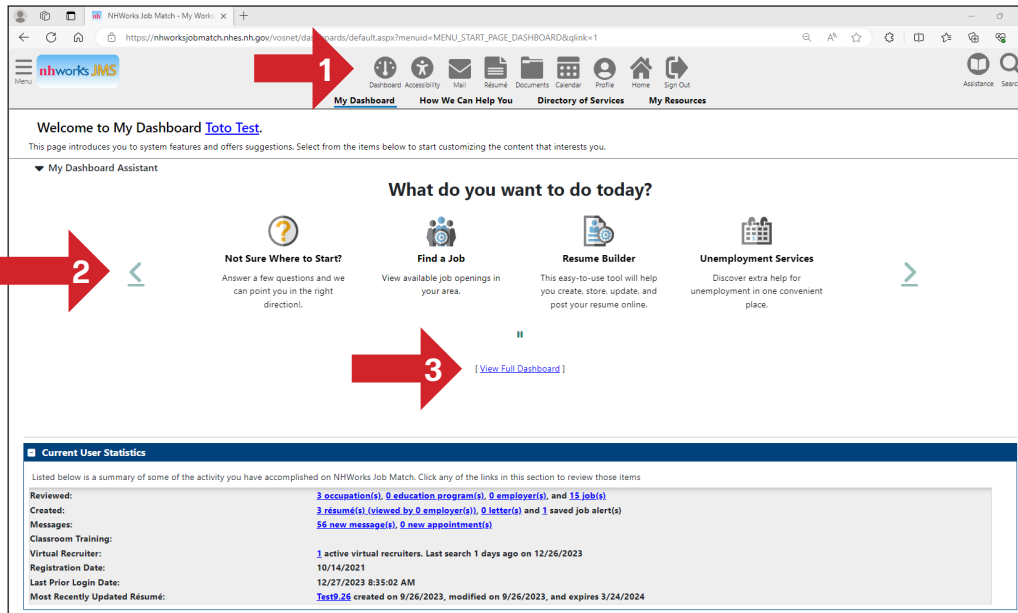 NHWorks Job Match - My Works
https://nhworksjobmatch.nhes.nh.gov/vosnet/dashboards/default.aspx?menuid=MENU_START_PAGE_DASHBOARD&qlink=1
Menu
nhworks JMS
1
Dashboard Accessibility Mail Résumé Documents Calendar Profile Home Sign Out
Assistance Searc
My Dashboard How We Can Help You Directory of Services My Resources
Welcome to My Dashboard Toto Test.
This page introduces you to system features and offers suggestions. Select from the items below to start customizing the content that interests you.
My Dashboard Assistant
What do you want to do today?
2
Not Sure Where to Start? Find a Job Resume Builder Unemployment Services
Answer a few questions and we View available job openings in This easy-to-use tool will help Discover extra help for
can point you in the right your area. you create, store, update, and unemployment in one convenient
direction!. post your resume online. place.
3
[ View Full Dashboard ]
Current User Statistics
Listed below is a summary of some of the activity you have accomplished on NHWorks Job Match. Click any of the links in this section to review those items
Reviewed: 3 occupation(s), 0 education program(s), 0 employer(s), and 15 job(s)
Created: 3 résumé(s) (viewed by 0 employer(s)), 0 letter(s) and 1 saved job alert(s)
Messages: 56 new message(s), 0 new appointment(s)
Classroom Training:
Virtual Recruiter: 1 active virtual recruiters. Last search 1 days ago on 12/26/2023
Registration Date: 10/14/2021
Last Prior Login Date: 12/27/2023 8:35:02 AM
Most Recently Updated Résumé: Test9.26 created on 9/26/2023, modified on 9/26/2023, and expires 3/24/2024